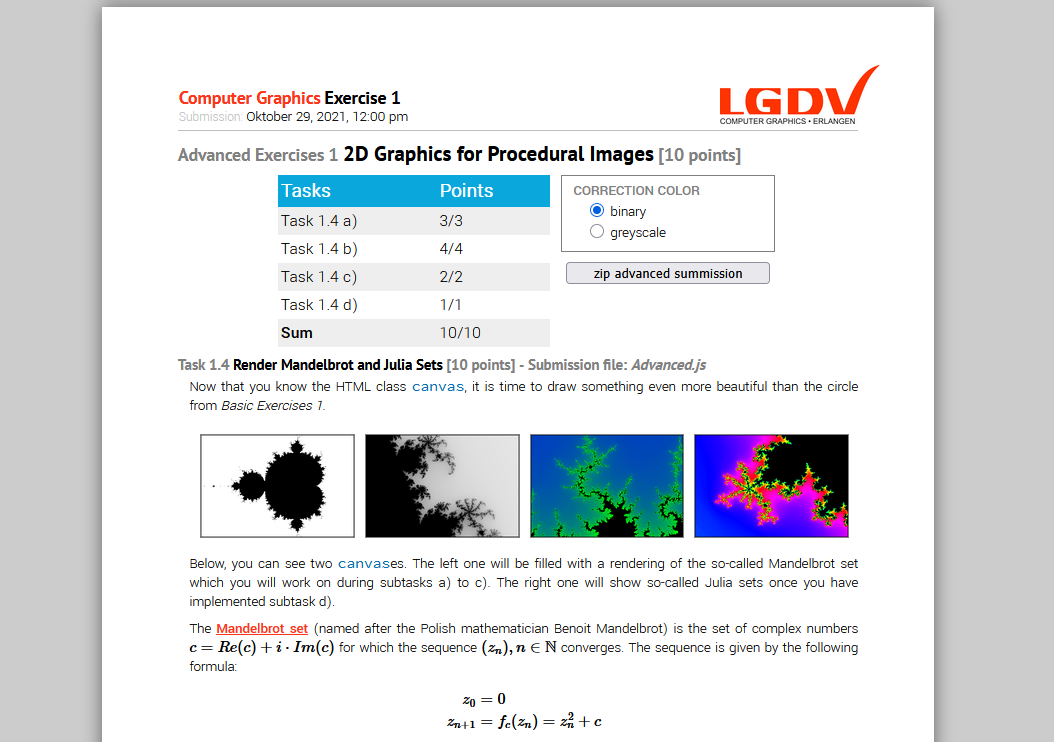 Computer Graphics Exercise 1
Submission: Oktober 29, 2021, 12:00 pm
LGDV
COMPUTER GRAPHICS • ERLANGEN
Advanced Exercises 1 2D Graphics for Procedural Images [10 points]
Tasks Points
Task 1.4 a) 3/3
Task 1.4 b) 4/4
Task 1.4 c) 2/2
Task 1.4 d) 1/1
Sum 10/10
CORRECTION COLOR
binary
greyscale
zip advanced summission
Task 1.4 Render Mandelbrot and Julia Sets [10 points] - Submission file: Advanced.js
Now that you know the HTML class canvas, it is time to draw something even more beautiful than the circle
from Basic Exercises 1.
Below, you can see two canvases. The left one will be filled with a rendering of the so-called Mandelbrot set
which you will work on during subtasks a) to c). The right one will show so-called Julia sets once you have
implemented subtask d).
The Mandelbrot set (named after the Polish mathematician Benoit Mandelbrot) is the set of complex numbers
c = Re(c) + i · Im(c) for which the sequence (zₙ), n ∈ ℕ converges. The sequence is given by the following
formula:
z₀ = 0
zₙ₊₁ = f_c(zₙ) = zₙ² + c